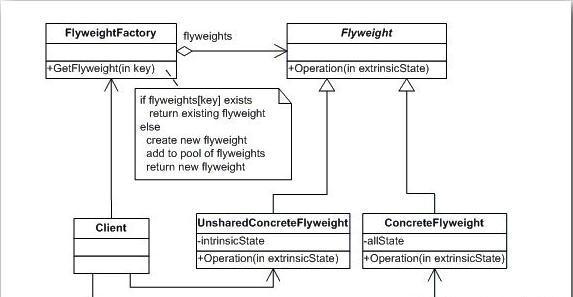 FlyweightFactory
flyweights
Flyweight
+GetFlyweight(in key)
+Operation(in extrinsicState)
if flyweights[key] exists
return existing flyweight
else
create new flyweight
add to pool of flyweights
return new flyweight
Client
UnsharedConcreteFlyweight
-intrinsicState
+Operation(in extrinsicState)
ConcreteFlyweight
-allState
+Operation(in extrinsicState)